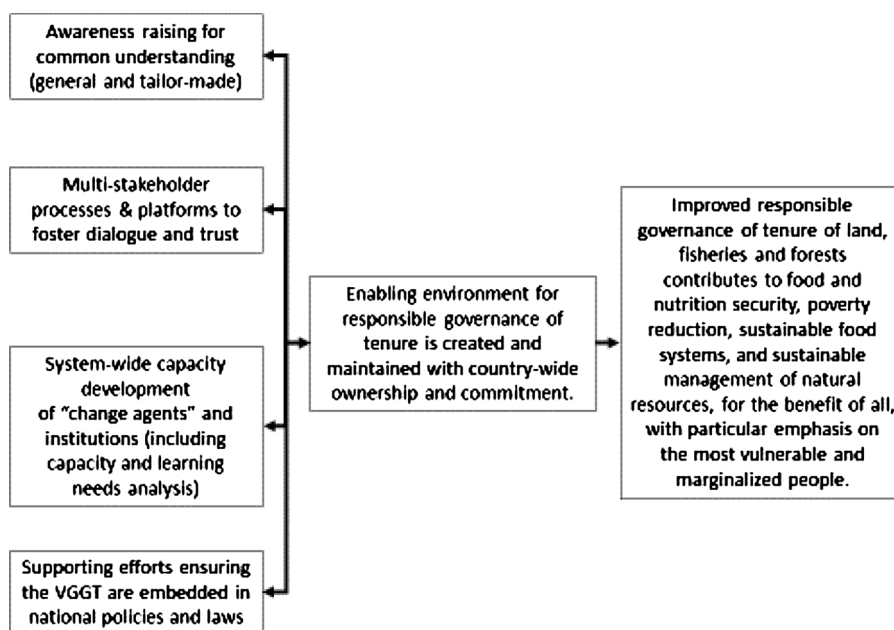 Awareness raising for
common understanding
(general and tailor-made)
Multi-stakeholder
processes & platforms to
foster dialogue and trust
System-wide capacity
development
of “change agents” and
institutions (including
capacity and learning
needs analysis)
Supporting efforts ensuring
the VGGT are embedded in
national policies and laws
Enabling environment for
responsible governance of
tenure is created and
maintained with country-wide
ownership and commitment.
Improved responsible
governance of tenure of land,
fisheries and forests
contributes to food and
nutrition security, poverty
reduction, sustainable food
systems, and sustainable
management of natural
resources, for the benefit of all,
with particular emphasis on
the most vulnerable and
marginalized people.